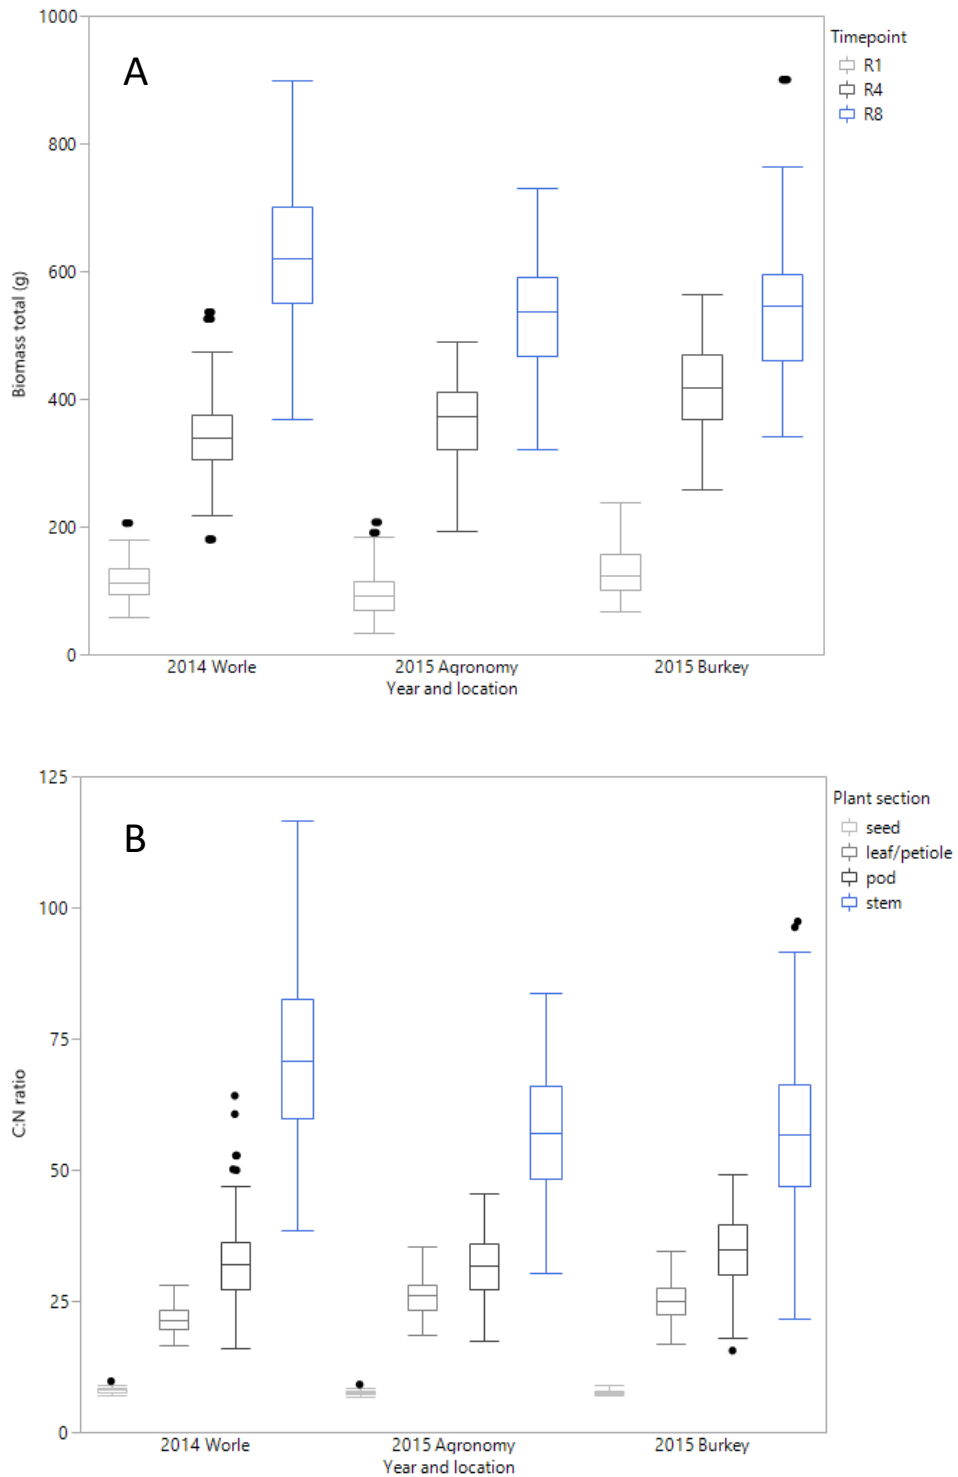 1000
A
Timepoint
R1
R4
R8
800
600
400
200
0
Biomass total (g)
2014 Worle
2015 Agronomy
2015 Burkey
Year and location
125
B
Plant section
seed
leaf/petiole
pod
stem
100
75
50
25
0
C:N ratio
2014 Worle
2015 Agronomy
2015 Burkey
Year and location